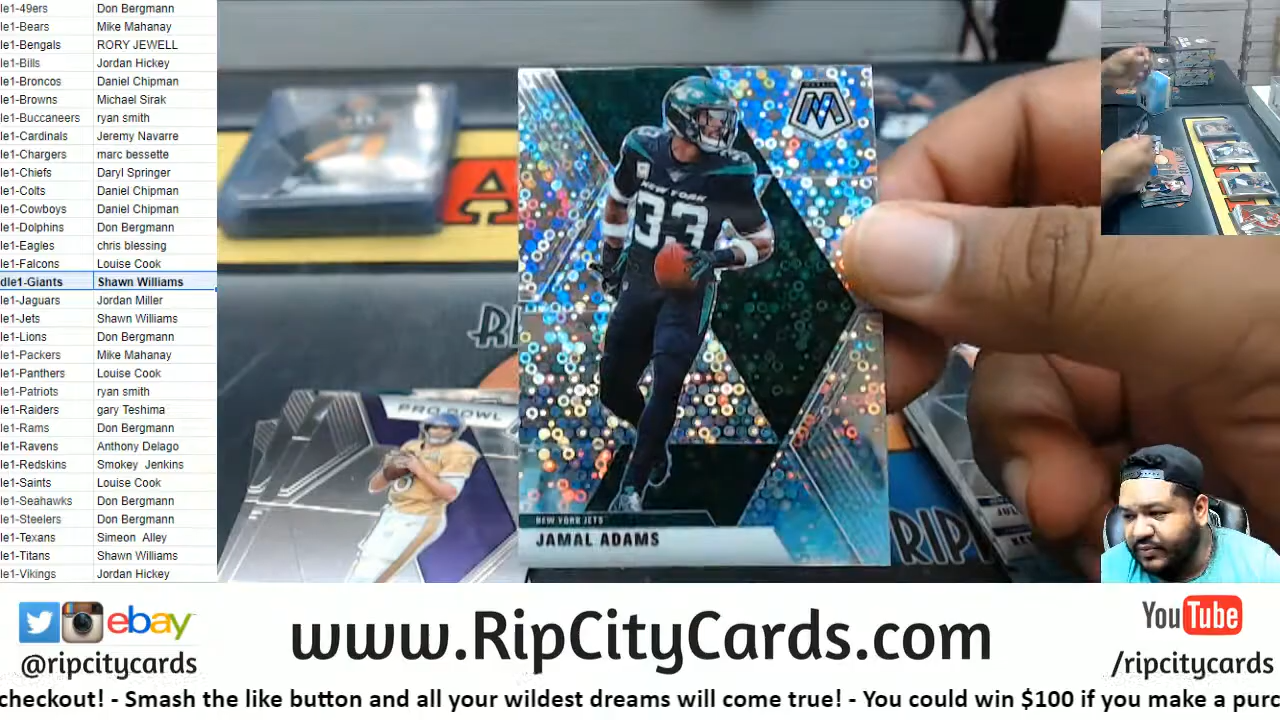 le1-49ers Don Bergmann
le1-Bears Mike Mahanay
le1-Bengals RORY JEWELL
le1-Bills Jordan Hickey
le1-Broncos Daniel Chipman
le1-Browns Michael Sirak
le1-Buccaneers ryan smith
le1-Cardinals Jeremy Navarre
le1-Chargers marc bessette
le1-Chiefs Daryl Springer
le1-Colts Daniel Chipman
le1-Cowboys Daniel Chipman
le1-Dolphins Don Bergmann
le1-Eagles chris blessing
le1-Falcons Louise Cook
dle1-Giants Shawn Williams
le1-Jaguars Jordan Miller
le1-Jets Shawn Williams
le1-Lions Don Bergmann
le1-Packers Mike Mahanay
le1-Panthers Louise Cook
le1-Patriots ryan smith
le1-Raiders gary Teshima
le1-Rams Don Bergmann
le1-Ravens Anthony Delago
le1-Redskins Smokey Jenkins
le1-Saints Louise Cook
le1-Seahawks Don Bergmann
le1-Steelers Don Bergmann
le1-Texans Simeon Alley
le1-Titans Shawn Williams
le1-Vikings Jordan Hickey
MOSAIC
M
NEW YORK
33
NEW YORK JETS
JAMAL ADAMS
PRO BOWL
A
RI
RIP
JUL
KE
ebay
@ripcitycards
www.RipCityCards.com
YouTube
/ripcitycards
checkout! - Smash the like button and all your wildest dreams will come true! - You could win $100 if you make a purc